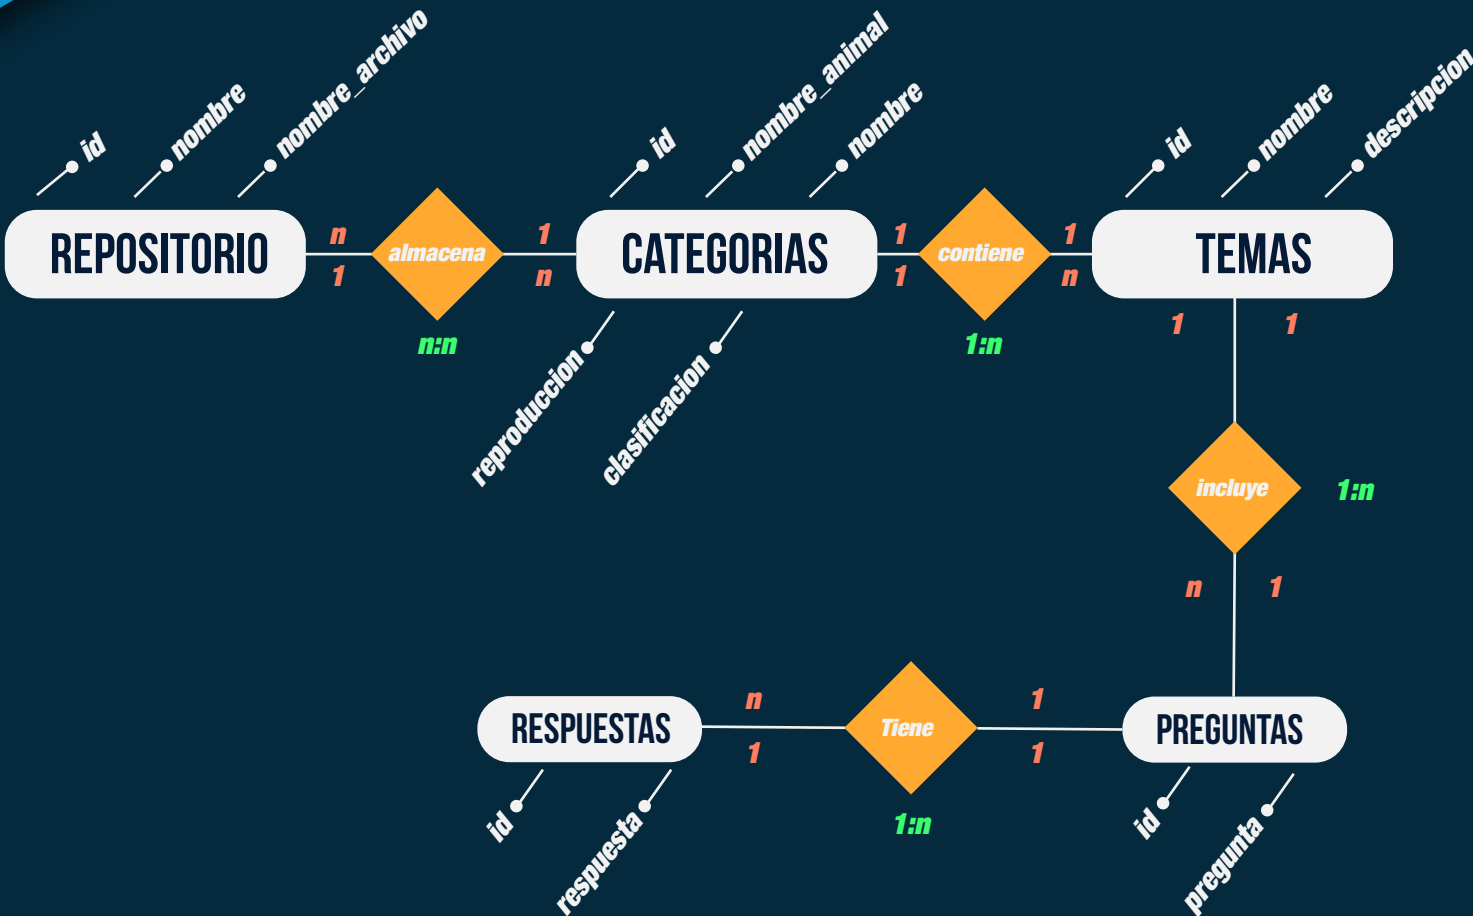 id
nombre
nombre_archivo
id
nombre_animal
nombre
id
nombre
descripcion
REPOSITORIO
n
1
almacena
1
n
CATEGORIAS
1
1
contiene
1
n
TEMAS
n:n
1:n
1
1
reproduccion
clasificacion
incluye
1:n
n
1
RESPUESTAS
n
1
Tiene
1
1
PREGUNTAS
1:n
id
respuesta
id
pregunta